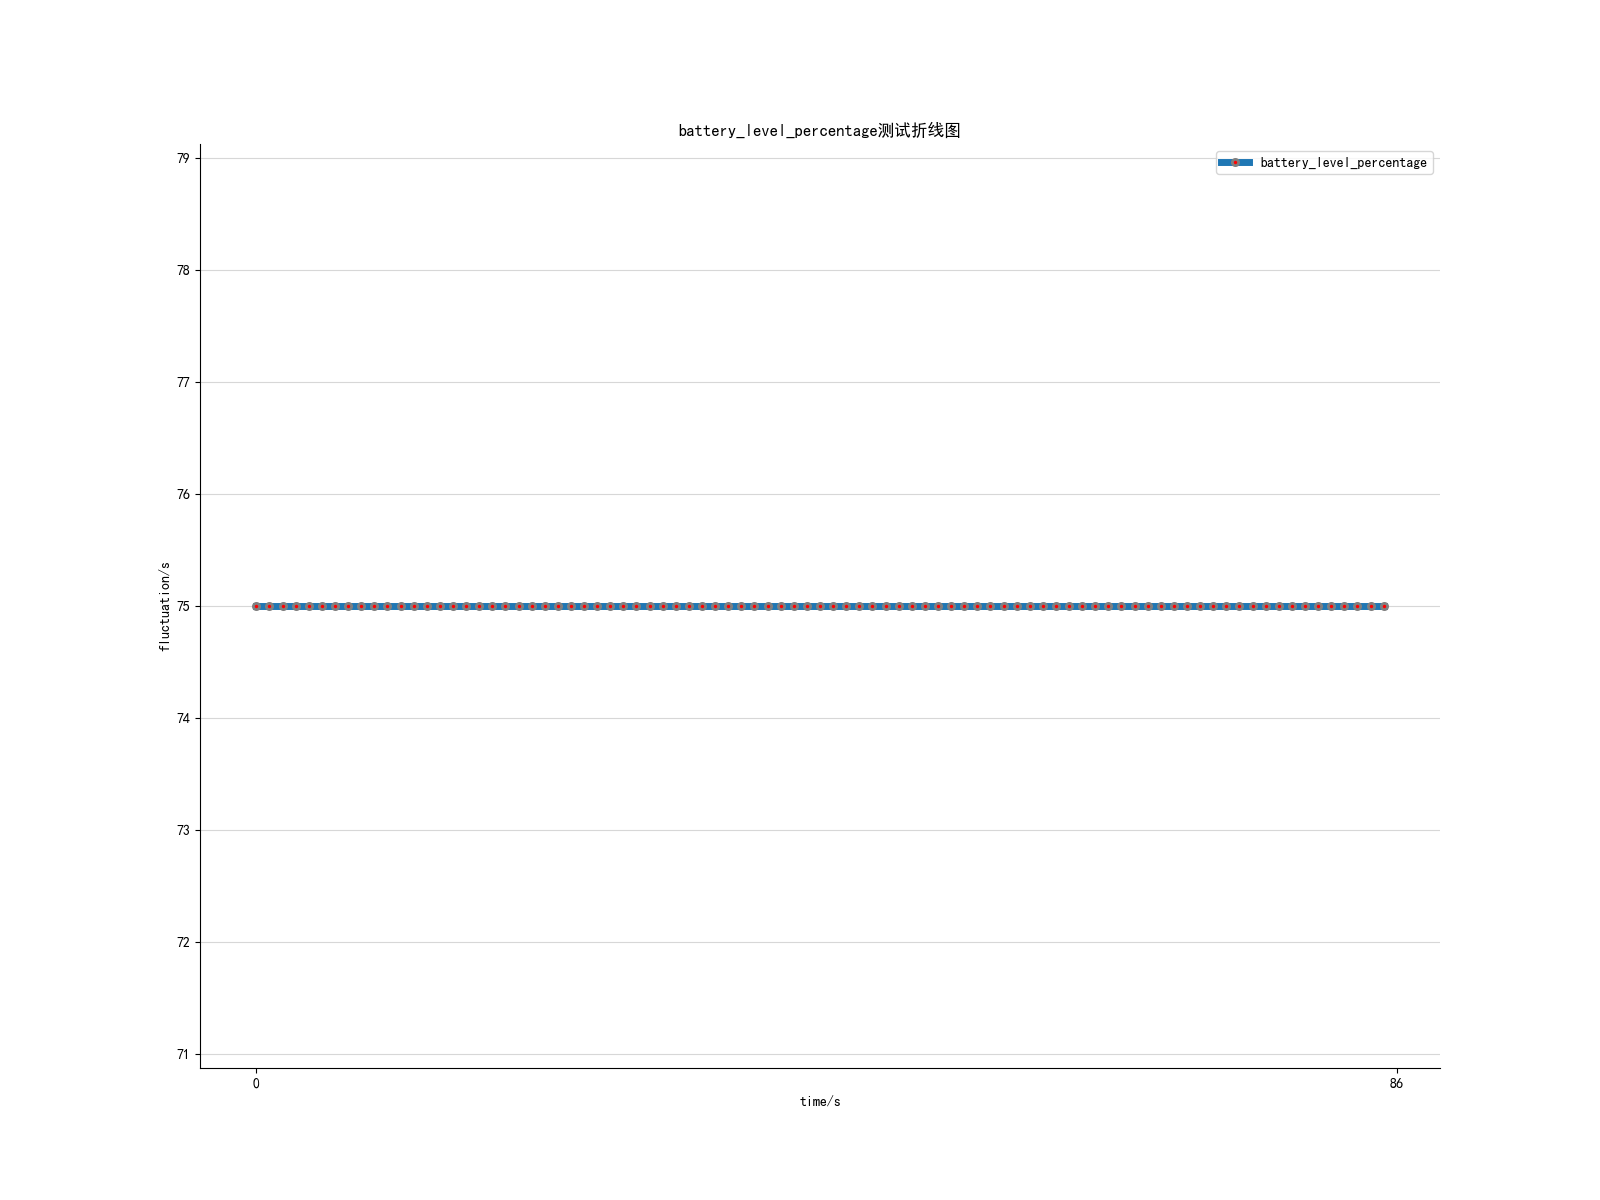 battery_level_percentage测试折线图
battery_level_percentage
79
78
77
76
75
74
73
72
71
fluctuation/s
0
86
time/s